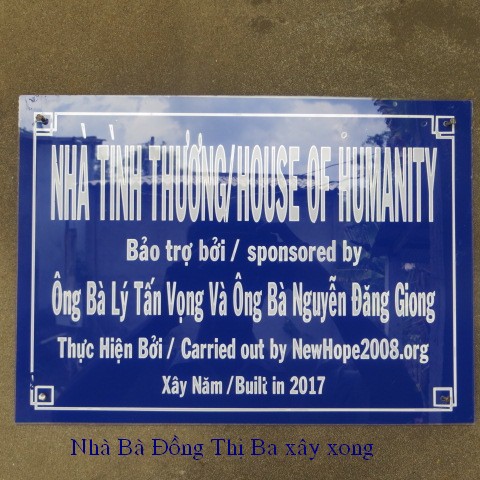 NHÀ TÌNH THƯƠNG/HOUSE OF HUMANITY
Bảo trợ bởi / sponsored by
Ông Bà Lý Tấn Vọng Và Ông Bà Nguyễn Đăng Giong
Thực Hiện Bởi / Carried out by NewHope2008.org
Xây Năm /Built in 2017
Nhà Bà Đồng Thị Ba xây xong